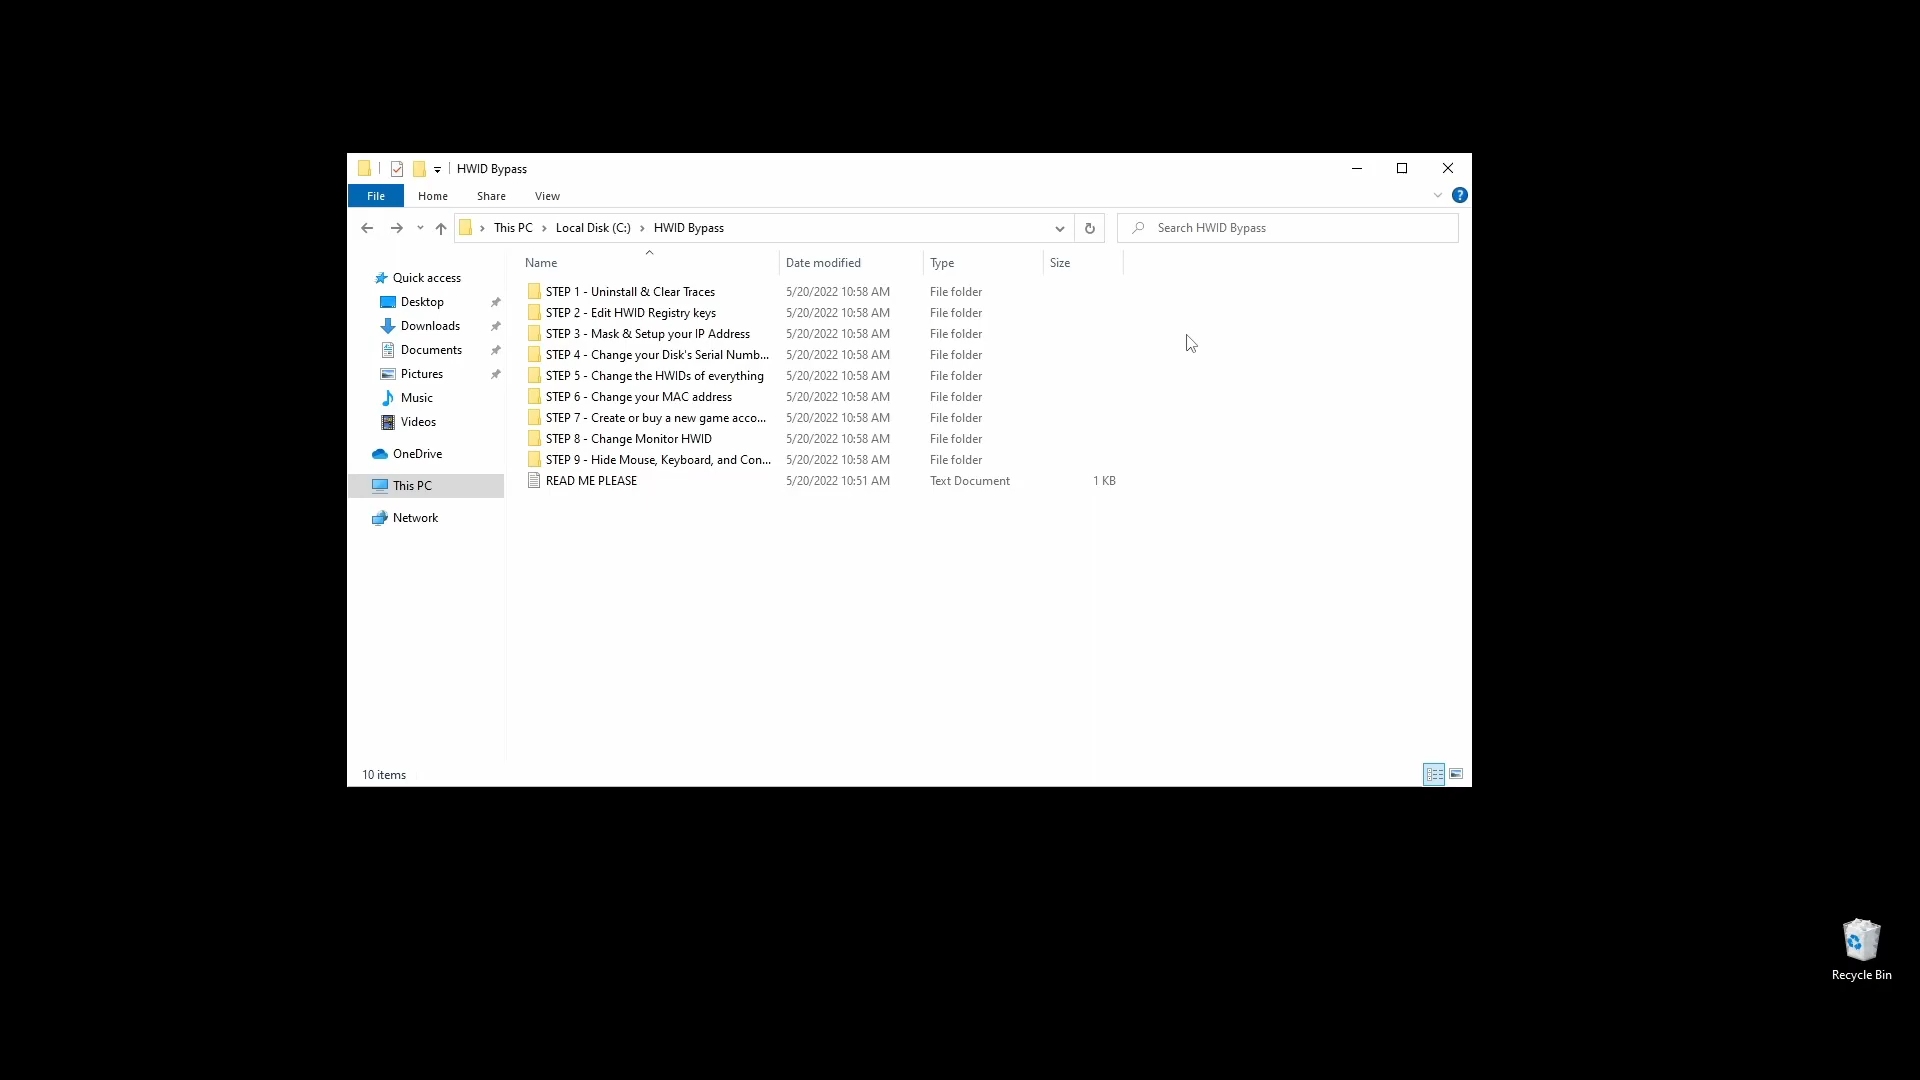 HWID Bypass
File Home Share View
This PC Local Disk (C:) HWID Bypass
Search HWID Bypass
Name Date modified Type Size
Quick access
Desktop
Downloads
Documents
Pictures
Music
Videos
OneDrive
This PC
Network
STEP 1 - Uninstall & Clear Traces 5/20/2022 10:58 AM File folder
STEP 2 - Edit HWID Registry keys 5/20/2022 10:58 AM File folder
STEP 3 - Mask & Setup your IP Address 5/20/2022 10:58 AM File folder
STEP 4 - Change your Disk's Serial Numb... 5/20/2022 10:58 AM File folder
STEP 5 - Change the HWIDs of everything 5/20/2022 10:58 AM File folder
STEP 6 - Change your MAC address 5/20/2022 10:58 AM File folder
STEP 7 - Create or buy a new game acco... 5/20/2022 10:58 AM File folder
STEP 8 - Change Monitor HWID 5/20/2022 10:58 AM File folder
STEP 9 - Hide Mouse, Keyboard, and Con... 5/20/2022 10:58 AM File folder
READ ME PLEASE 5/20/2022 10:51 AM Text Document 1 KB
10 items
Recycle Bin